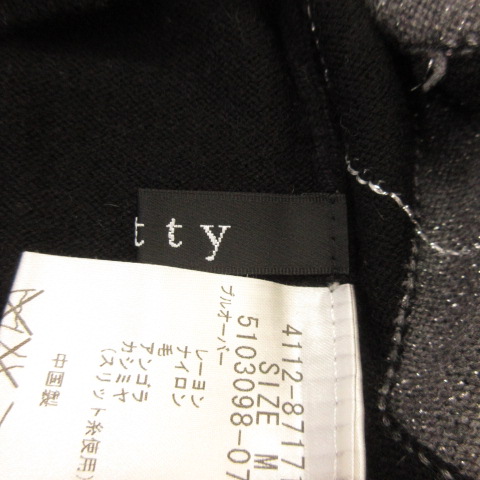 tty
4112-87171
SIZE M
5103098-07
プルオーバー
レーヨン
ナイロン
毛
アンゴラ
カシミヤ
(スリット糸使用)
中国製